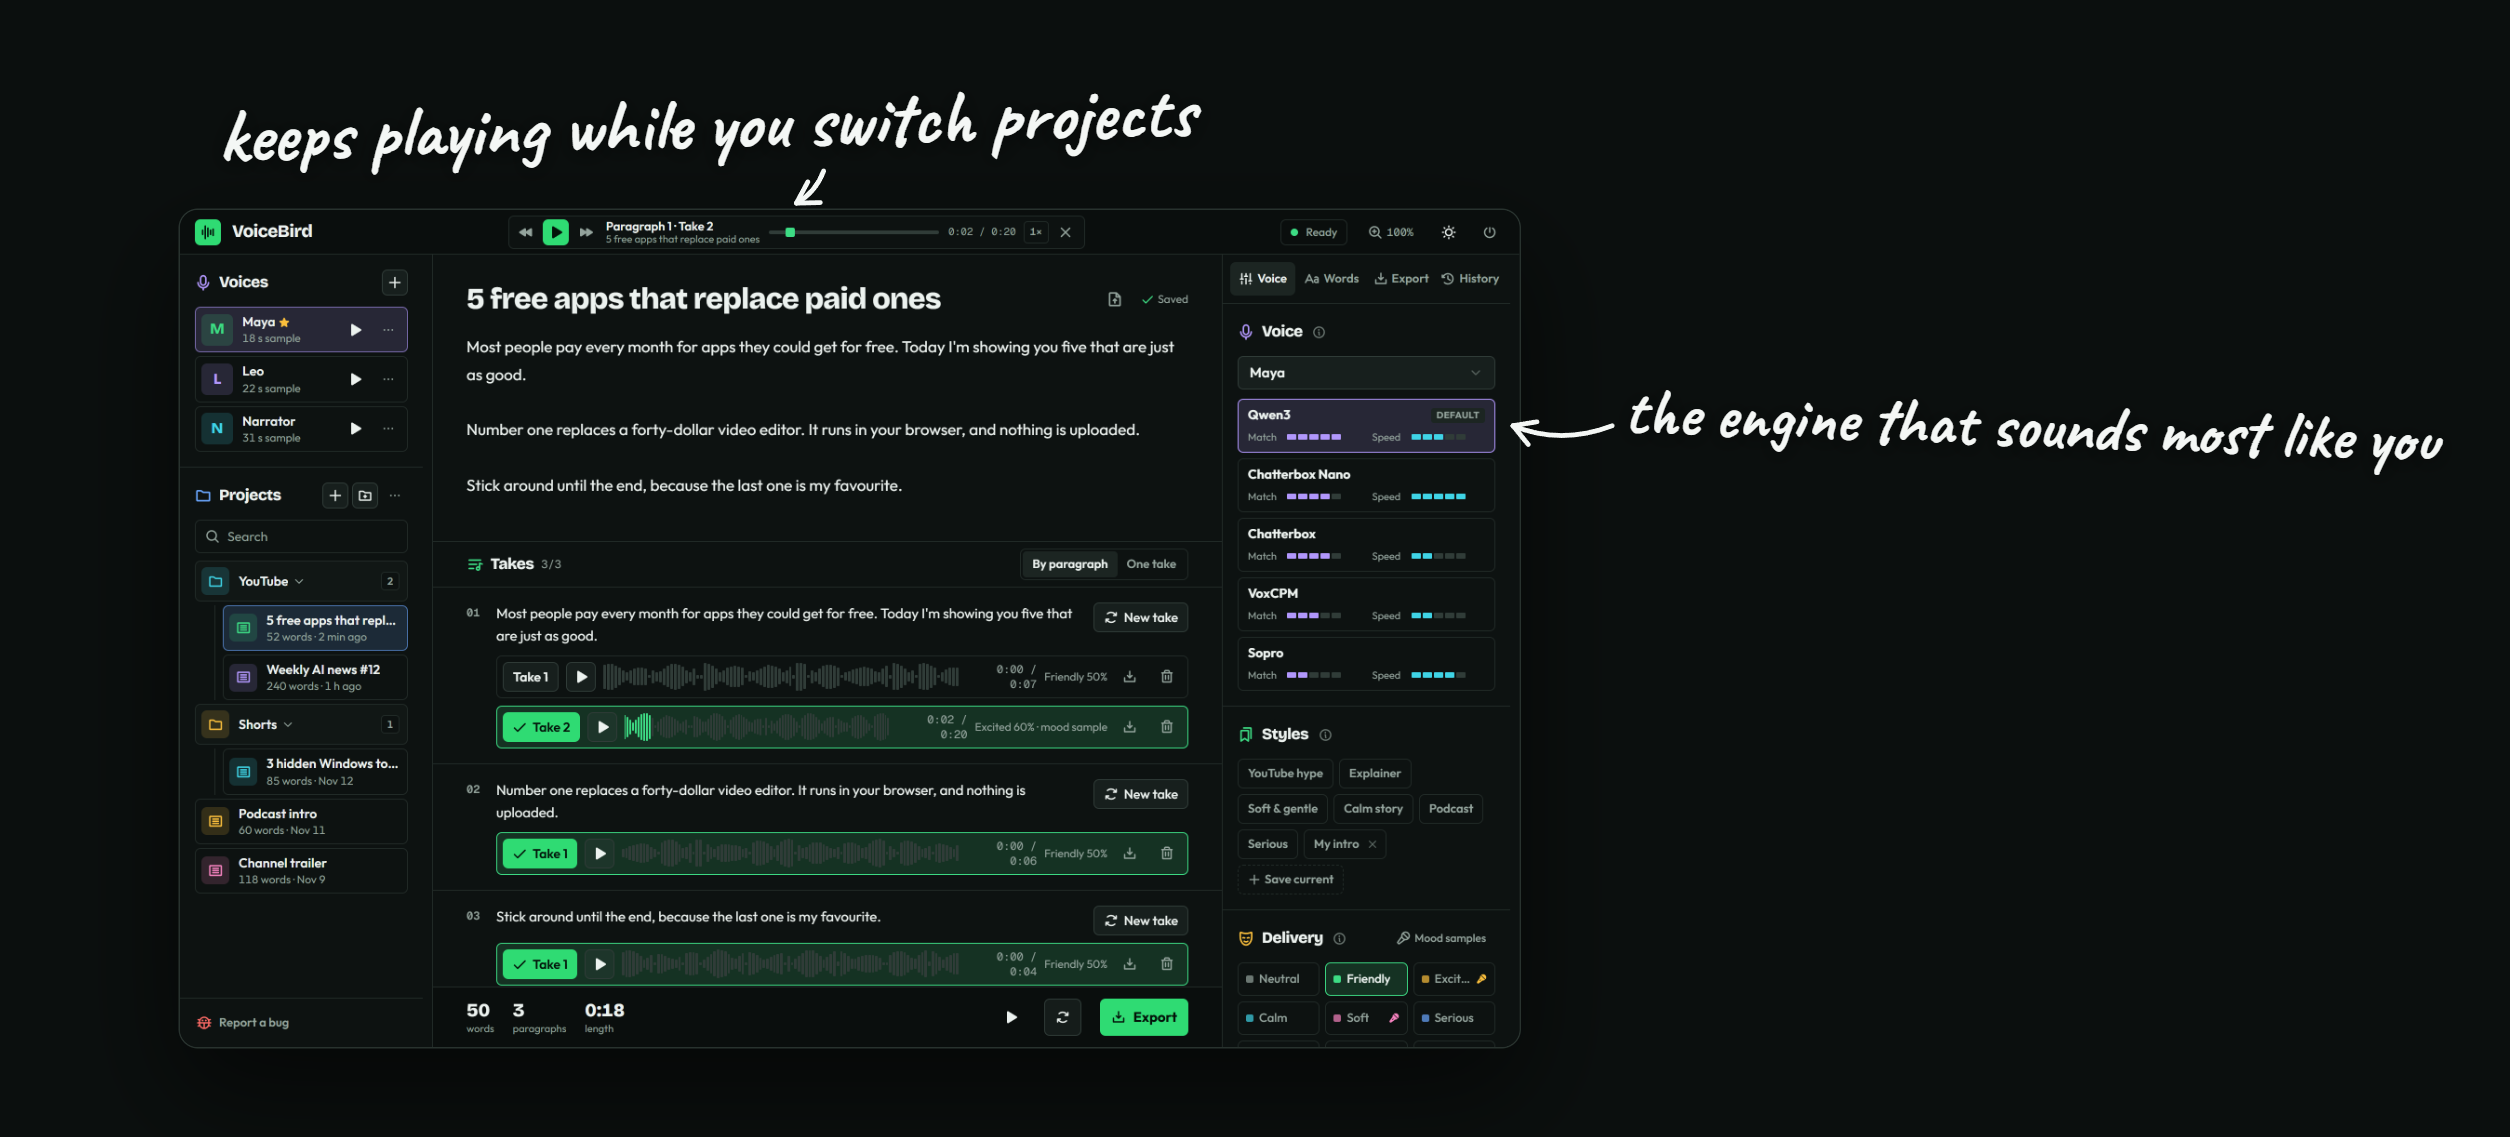 keeps playing while you switch projects
VoiceBird
Paragraph 1 · Take 2
5 free apps that replace paid ones
0:02 / 0:20
1×
Ready
100%
Voices
M
Maya
18 s sample
L
Leo
22 s sample
N
Narrator
31 s sample
Projects
Search
YouTube
2
5 free apps that repl...
52 words · 2 min ago
Weekly AI news #12
240 words · 1 h ago
Shorts
1
3 hidden Windows to...
85 words · Nov 12
Podcast intro
60 words · Nov 11
Channel trailer
118 words · Nov 9
Report a bug
5 free apps that replace paid ones
Saved
Most people pay every month for apps they could get for free. Today I'm showing you five that are just
as good.
Number one replaces a forty-dollar video editor. It runs in your browser, and nothing is uploaded.
Stick around until the end, because the last one is my favourite.
Takes 3/3
By paragraph
One take
01
Most people pay every month for apps they could get for free. Today I'm showing you five that
are just as good.
New take
Take 1
0:00 /
0:07
Friendly 50%
Take 2
0:02 /
0:20
Excited 60% · mood sample
02
Number one replaces a forty-dollar video editor. It runs in your browser, and nothing is
uploaded.
New take
Take 1
0:00 /
0:06
Friendly 50%
03
Stick around until the end, because the last one is my favourite.
New take
Take 1
0:00 /
0:04
Friendly 50%
50
words
3
paragraphs
0:18
length
Export
Voice
Aa Words
Export
History
Voice
Maya
Qwen3
DEFAULT
Match
Speed
Chatterbox Nano
Match
Speed
Chatterbox
Match
Speed
VoxCPM
Match
Speed
Sopro
Match
Speed
Styles
YouTube hype
Explainer
Soft & gentle
Calm story
Podcast
Serious
My intro
Save current
Delivery
Mood samples
Neutral
Friendly
Excit...
Calm
Soft
Serious
the engine that sounds most like you